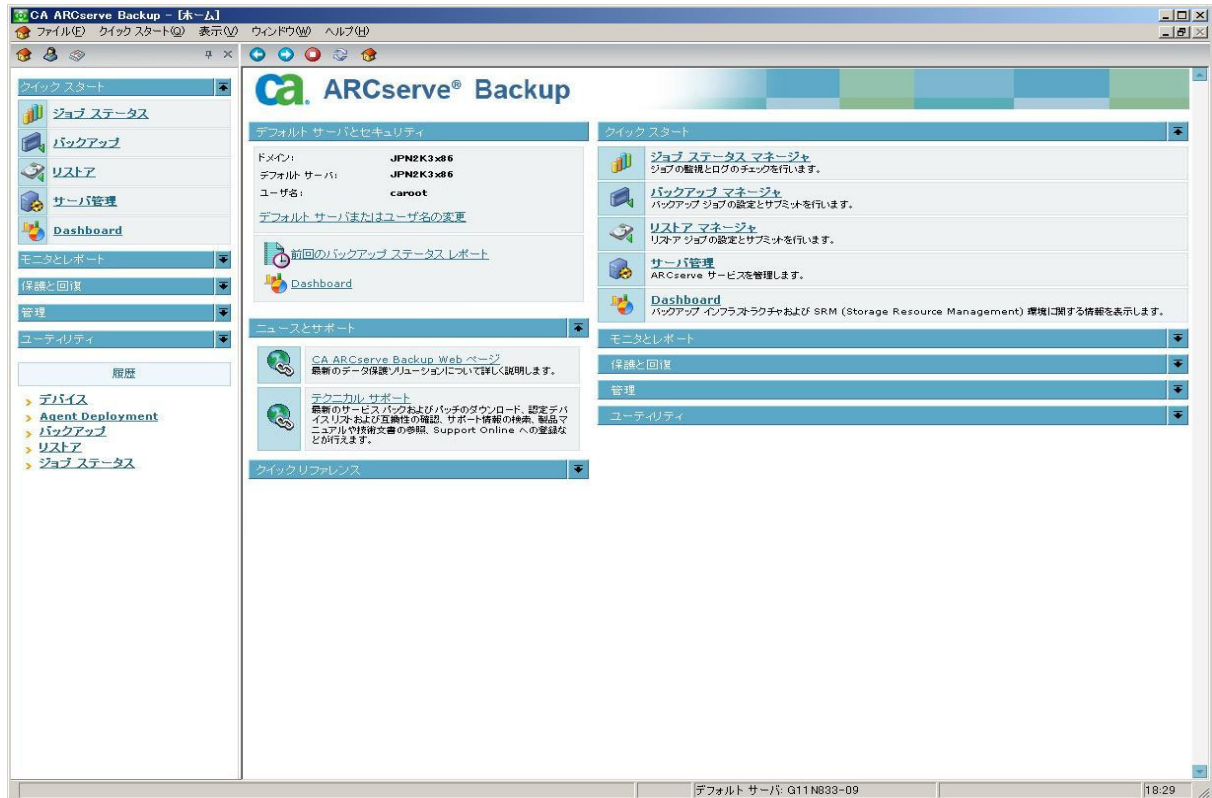 CA ARCserve Backup - [ホーム]
ファイル(F) クイック スタート(Q) 表示(V) ウィンドウ(W) ヘルプ(H)
クイック スタート
ジョブ ステータス
バックアップ
リストア
サーバ管理
Dashboard
モニタとレポート
保護と回復
管理
ユーティリティ
履歴
デバイス
Agent Deployment
バックアップ
リストア
ジョブ ステータス
ca. ARCserve® Backup
デフォルト サーバとセキュリティ
ドメイン: JPN2K3x86
デフォルト サーバ: JPN2K3x86
ユーザ名: caroot
デフォルト サーバまたはユーザ名の変更
前回のバックアップ ステータス レポート
Dashboard
ニュースとサポート
CA ARCserve Backup Web ページ
最新のデータ保護ソリューションについて詳しく説明します。
テクニカル サポート
最新のサービス パックおよびパッチのダウンロード、認定デバ
イス リストおよび互換性の確認、サポート情報の検索、製品マ
ニュアルや技術文書の参照、Support Online への登録な
どが行えます。
クイック リファレンス
クイック スタート
ジョブ ステータス マネージャ
ジョブの監視とログのチェックを行います。
バックアップ マネージャ
バックアップ ジョブの設定とサブミットを行います。
リストア マネージャ
リストア ジョブの設定とサブミットを行います。
サーバ管理
ARCserve サービスを管理します。
Dashboard
バックアップ インフラストラクチャおよび SRM (Storage Resource Management) 環境に関する情報を表示します。
モニタとレポート
保護と回復
管理
ユーティリティ
デフォルト サーバ: G11N833-09
18:29